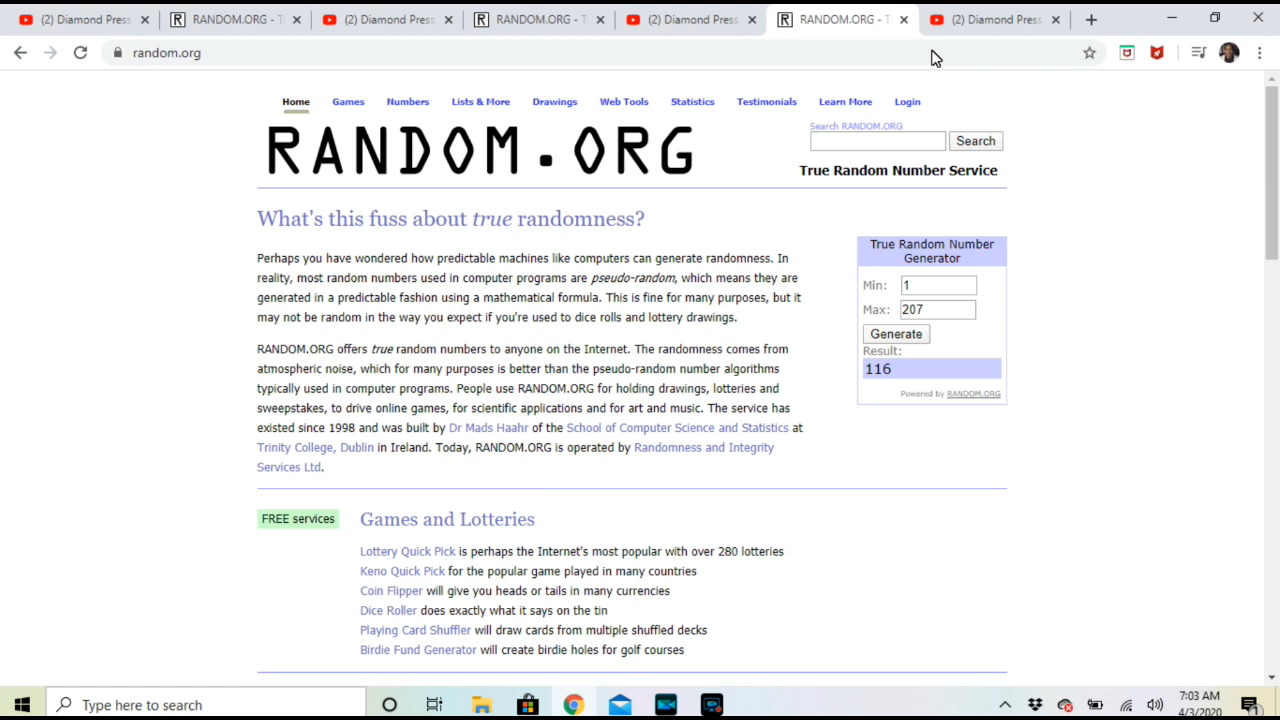 (2) Diamond Press
RANDOM.ORG - T
(2) Diamond Press
RANDOM.ORG - T
(2) Diamond Press
RANDOM.ORG - T
(2) Diamond Press
random.org
Home Games Numbers Lists & More Drawings Web Tools Statistics Testimonials Learn More Login
RANDOM.ORG
Search RANDOM.ORG
Search
True Random Number Service
What's this fuss about true randomness?
Perhaps you have wondered how predictable machines like computers can generate randomness. In
reality, most random numbers used in computer programs are pseudo-random, which means they are
generated in a predictable fashion using a mathematical formula. This is fine for many purposes, but it
may not be random in the way you expect if you're used to dice rolls and lottery drawings.
RANDOM.ORG offers true random numbers to anyone on the Internet. The randomness comes from
atmospheric noise, which for many purposes is better than the pseudo-random number algorithms
typically used in computer programs. People use RANDOM.ORG for holding drawings, lotteries and
sweepstakes, to drive online games, for scientific applications and for art and music. The service has
existed since 1998 and was built by Dr Mads Haahr of the School of Computer Science and Statistics at
Trinity College, Dublin in Ireland. Today, RANDOM.ORG is operated by Randomness and Integrity
Services Ltd.
True Random Number
Generator
Min: 1
Max: 207
Generate
Result:
116
Powered by RANDOM.ORG
FREE services
Games and Lotteries
Lottery Quick Pick is perhaps the Internet's most popular with over 280 lotteries
Keno Quick Pick for the popular game played in many countries
Coin Flipper will give you heads or tails in many currencies
Dice Roller does exactly what it says on the tin
Playing Card Shuffler will draw cards from multiple shuffled decks
Birdie Fund Generator will create birdie holes for golf courses
Type here to search
7:03 AM
4/3/2020